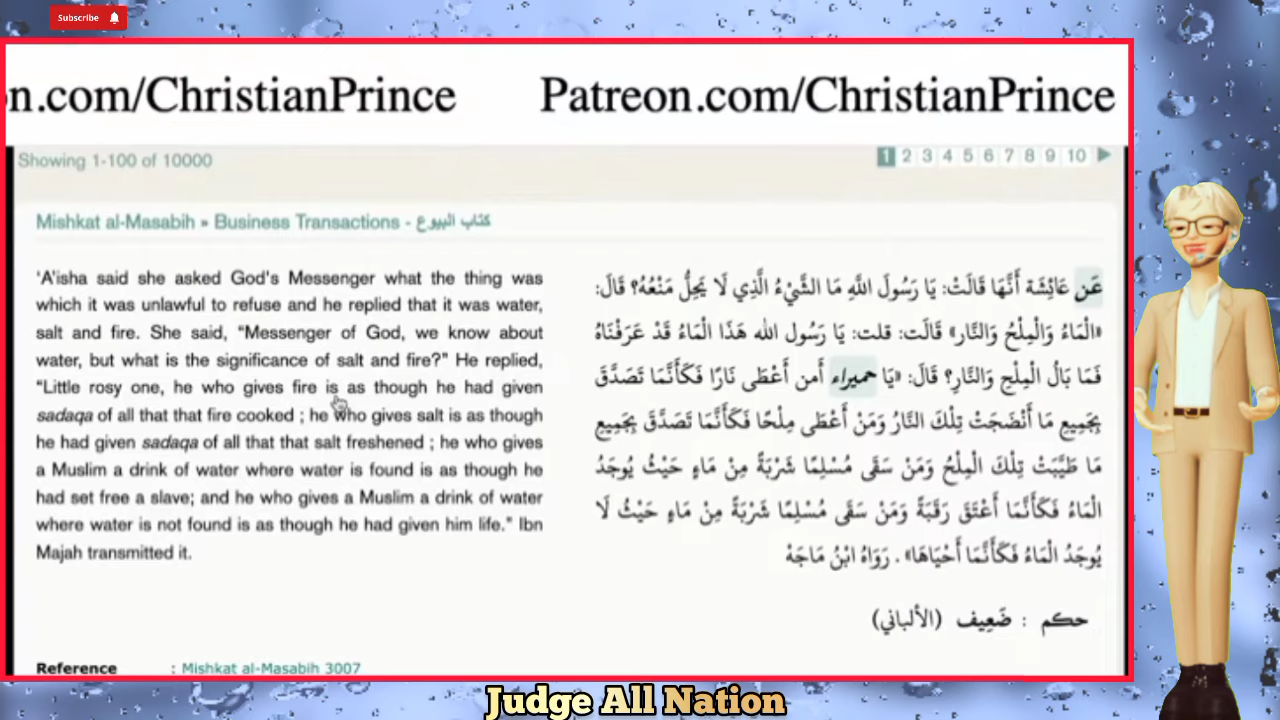 Subscribe
n.com/ChristianPrince Patreon.com/ChristianPrince
Showing 1-100 of 10000
1 2 3 4 5 6 7 8 9 10
Mishkat al-Masabih » Business Transactions - كتاب البيوع
'A'isha said she asked God's Messenger what the thing was
which it was unlawful to refuse and he replied that it was water,
salt and fire. She said, "Messenger of God, we know about
water, but what is the significance of salt and fire?" He replied,
"Little rosy one, he who gives fire is as though he had given
sadaqa of all that that fire cooked ; he who gives salt is as though
he had given sadaqa of all that that salt freshened ; he who gives
a Muslim a drink of water where water is found is as though he
had set free a slave; and he who gives a Muslim a drink of water
where water is not found is as though he had given him life." Ibn
Majah transmitted it.
عَن عَائِشَة أَنَّهَا قَالَتْ: يَا رَسُولَ اللَّهِ مَا الشَّيْءُ الَّذِي لَا يَحِلُّ مَنْعُهُ؟ قَالَ:
«الْمَاءُ وَالْمِلْحُ وَالنَّار» قَالَت: قلت: يَا رَسُول الله هَذَا الْمَاءُ قَدْ عَرَفْنَاهُ
فَمَا بَالُ الْمِلْحِ وَالنَّارِ؟ قَالَ: «يَا حميراء أَمن أَعْطَى نَارًا فَكَأَنَّمَا تَصَدَّقَ
بِجَمِيعِ مَا أَنْضَجَتْ تِلْكَ النَّارُ وَمَنْ أَعْطَى مِلْحًا فَكَأَنَّمَا تَصَدَّقَ بِجَمِيعِ
مَا طَيَّبَتْ تِلْكَ الْمِلْحُ وَمَنْ سَقَى مُسْلِمًا شَرْبَةً مِنْ مَاءٍ حَيْثُ يُوجَدُ
الْمَاءُ فَكَأَنَّمَا أَعْتَقَ رَقَبَةً وَمَنْ سَقَى مُسْلِمًا شَرْبَةً مِنْ مَاءٍ حَيْثُ لَا
يُوجَدُ الْمَاءُ فَكَأَنَّمَا أَحْيَاهَا» . رَوَاهُ ابْنُ مَاجَهْ
حكم : ضَعِيف (الألباني)
Reference : Mishkat al-Masabih 3007
Judge All Nation